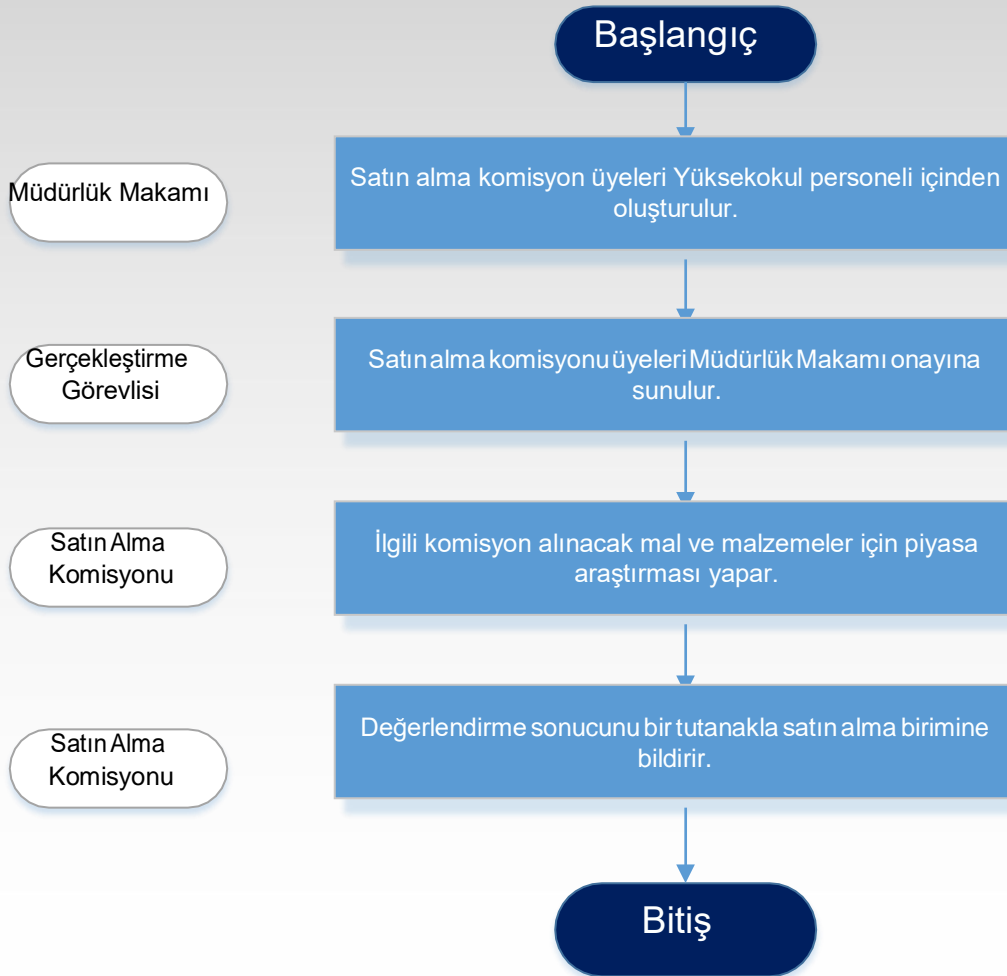 Başlangıç
Müdürlük Makamı
Satın alma komisyon üyeleri Yüksekokul personeli içinden
oluşturulur.
Gerçekleştirme
Görevlisi
Satın alma komisyonu üyeleri Müdürlük Makamı onayına
sunulur.
Satın Alma
Komisyonu
İlgili komisyon alınacak mal ve malzemeler için piyasa
araştırması yapar.
Satın Alma
Komisyonu
Değerlendirme sonucunu bir tutanakla satın alma birimine
bildirir.
Bitiş